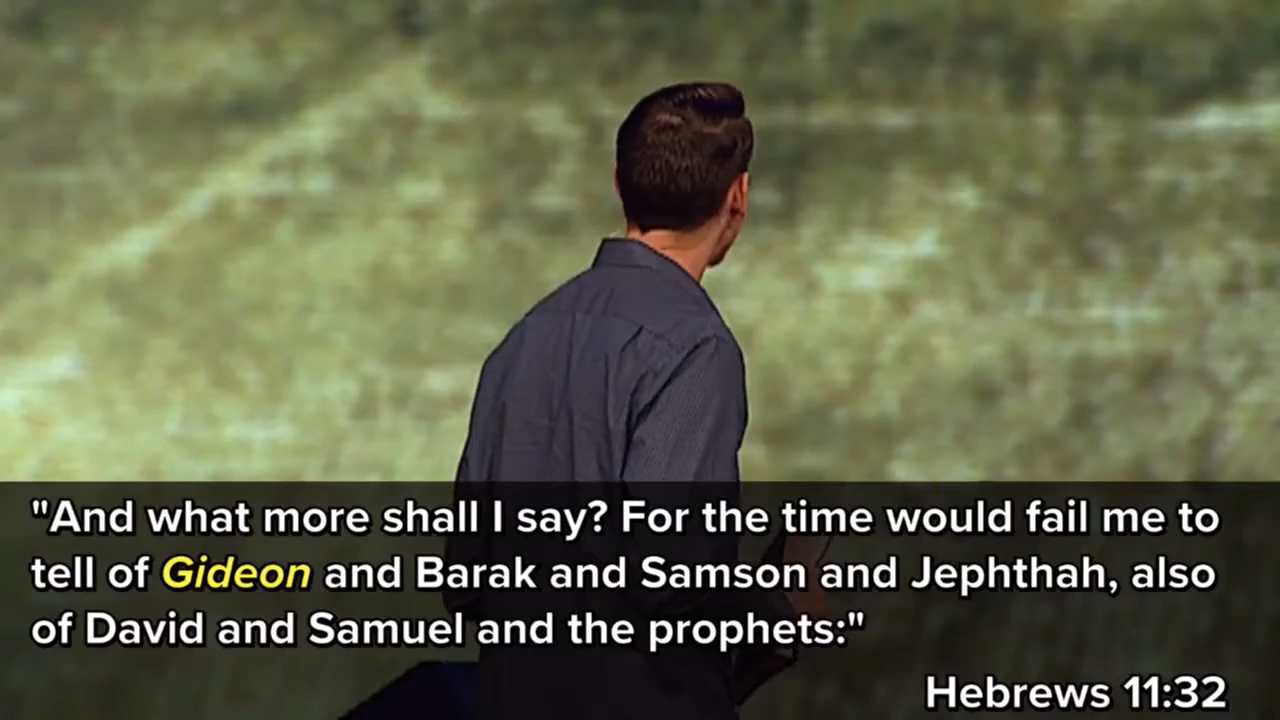 "And what more shall I say? For the time would fail me to
tell of Gideon and Barak and Samson and Jephthah, also
of David and Samuel and the prophets:"
Hebrews 11:32